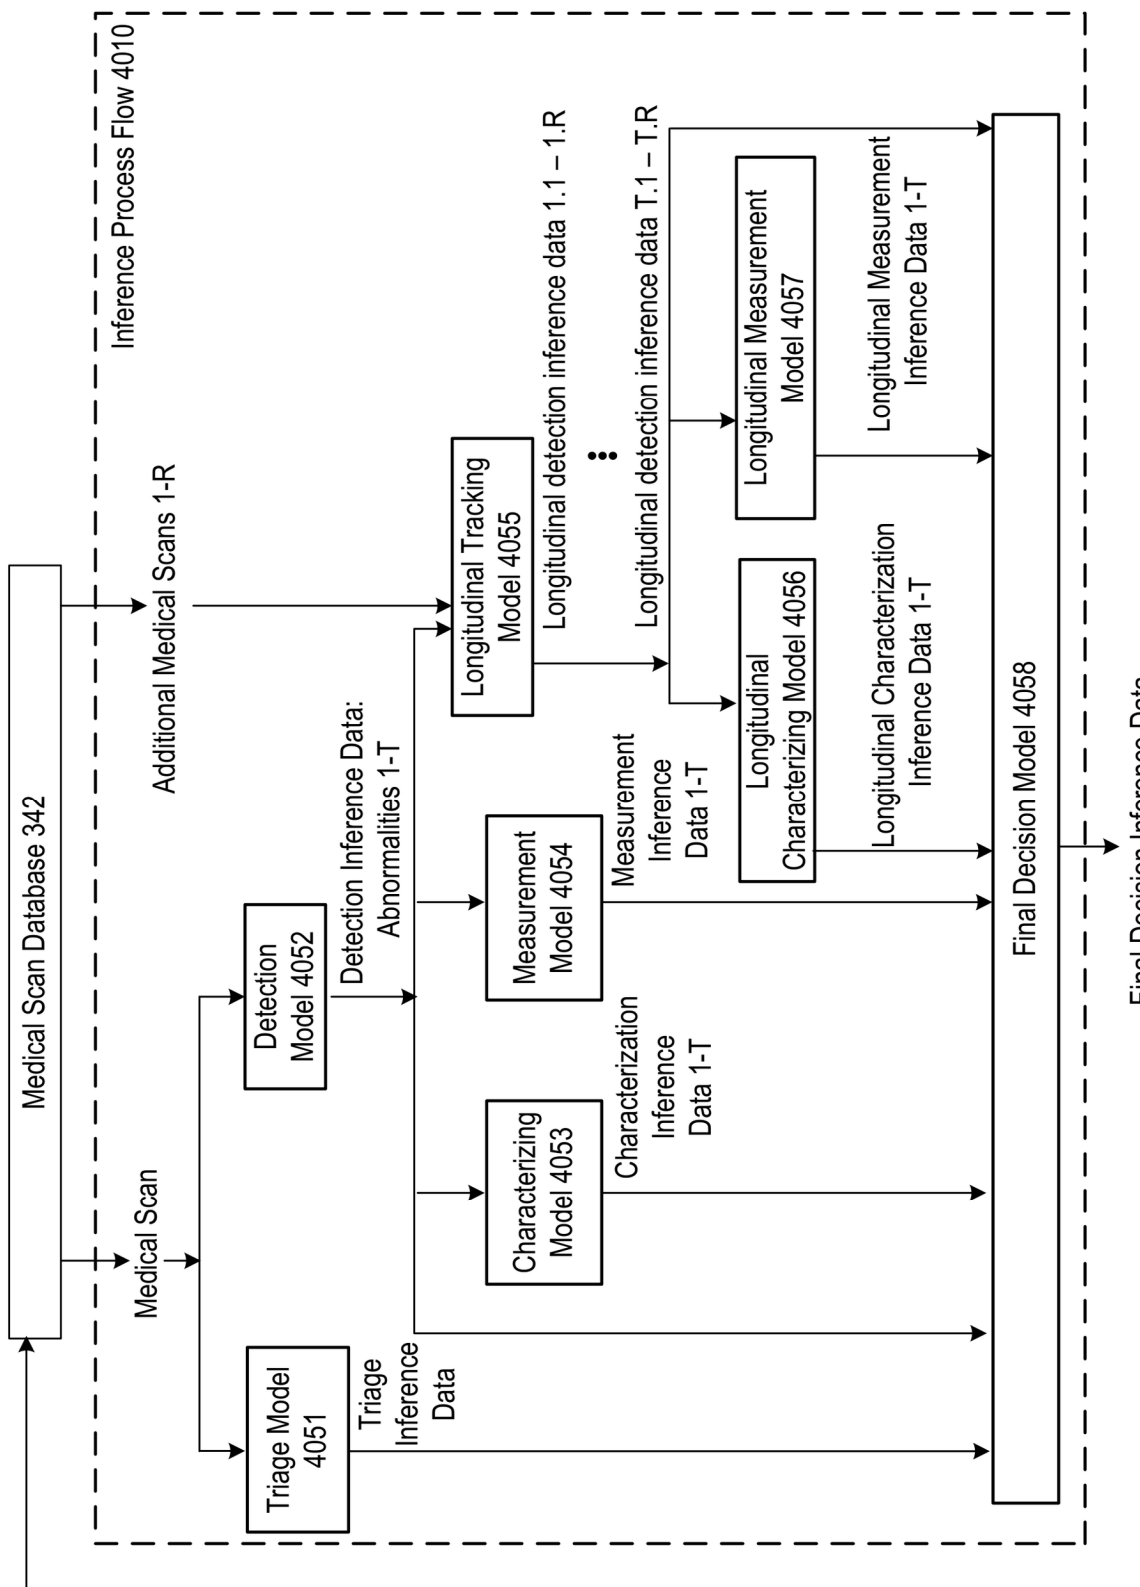 Medical Scan Database 342
Inference Process Flow 4010
Medical Scan
Additional Medical Scans 1-R
Triage Model
4051
Detection
Model 4052
Triage
Inference
Data
Detection Inference Data:
Abnormalities 1-T
Longitudinal Tracking
Model 4055
Characterizing
Model 4053
Measurement
Model 4054
Longitudinal detection inference data 1.1 – 1.R
Longitudinal detection inference data T.1 – T.R
Characterization
Inference
Data 1-T
Measurement
Inference
Data 1-T
Longitudinal
Characterizing Model 4056
Longitudinal Measurement
Model 4057
Longitudinal Characterization
Inference Data 1-T
Longitudinal Measurement
Inference Data 1-T
Final Decision Model 4058
Final Decision Inference Data